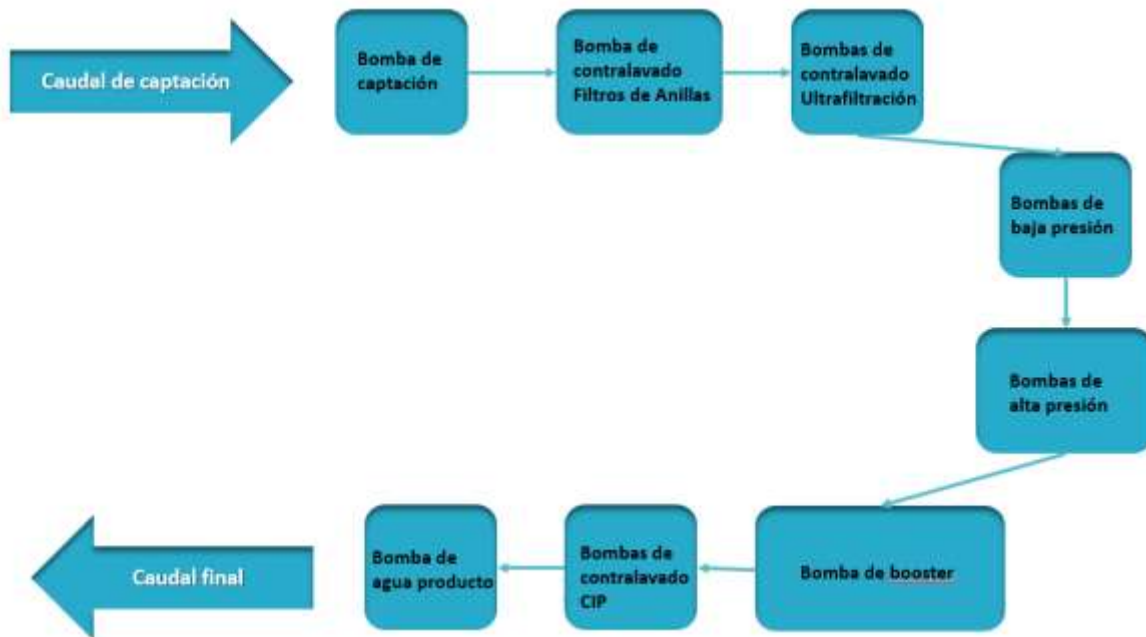 Caudal de captación
Bomba de
captación
Bomba de
contralavado
Filtros de Anillas
Bombas de
contralavado
Ultrafiltración
Bombas de
baja presión
Bombas de
alta presión
Bomba de booster
Bombas de
contralavado
CIP
Bomba de
agua producto
Caudal final